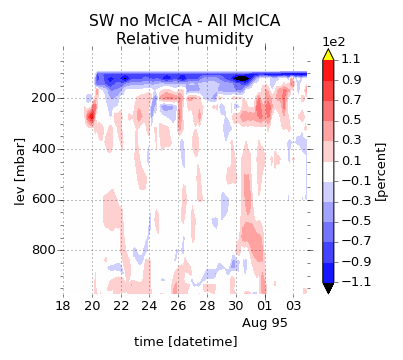 SW no McICA - All McICA
Relative humidity
1e2
1.1
0.9
0.7
0.5
0.3
0.1
−0.1
−0.3
−0.5
−0.7
−0.9
−1.1
[percent]
lev [mbar]
200
400
600
800
18 20 22 24 26 28 30 01 03
Aug 95
time [datetime]